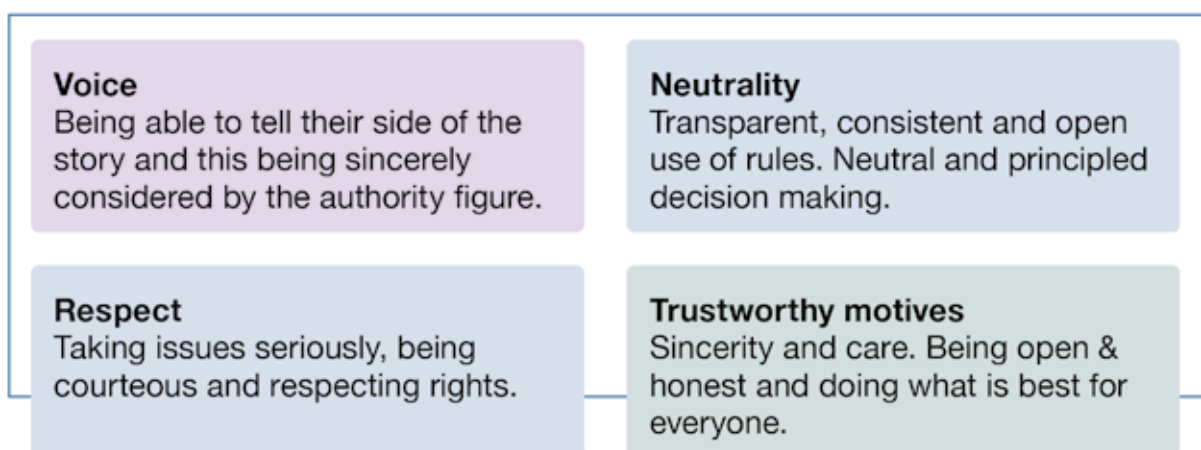 Voice
Being able to tell their side of the
story and this being sincerely
considered by the authority figure.
Neutrality
Transparent, consistent and open
use of rules. Neutral and principled
decision making.
Respect
Taking issues seriously, being
courteous and respecting rights.
Trustworthy motives
Sincerity and care. Being open &
honest and doing what is best for
everyone.